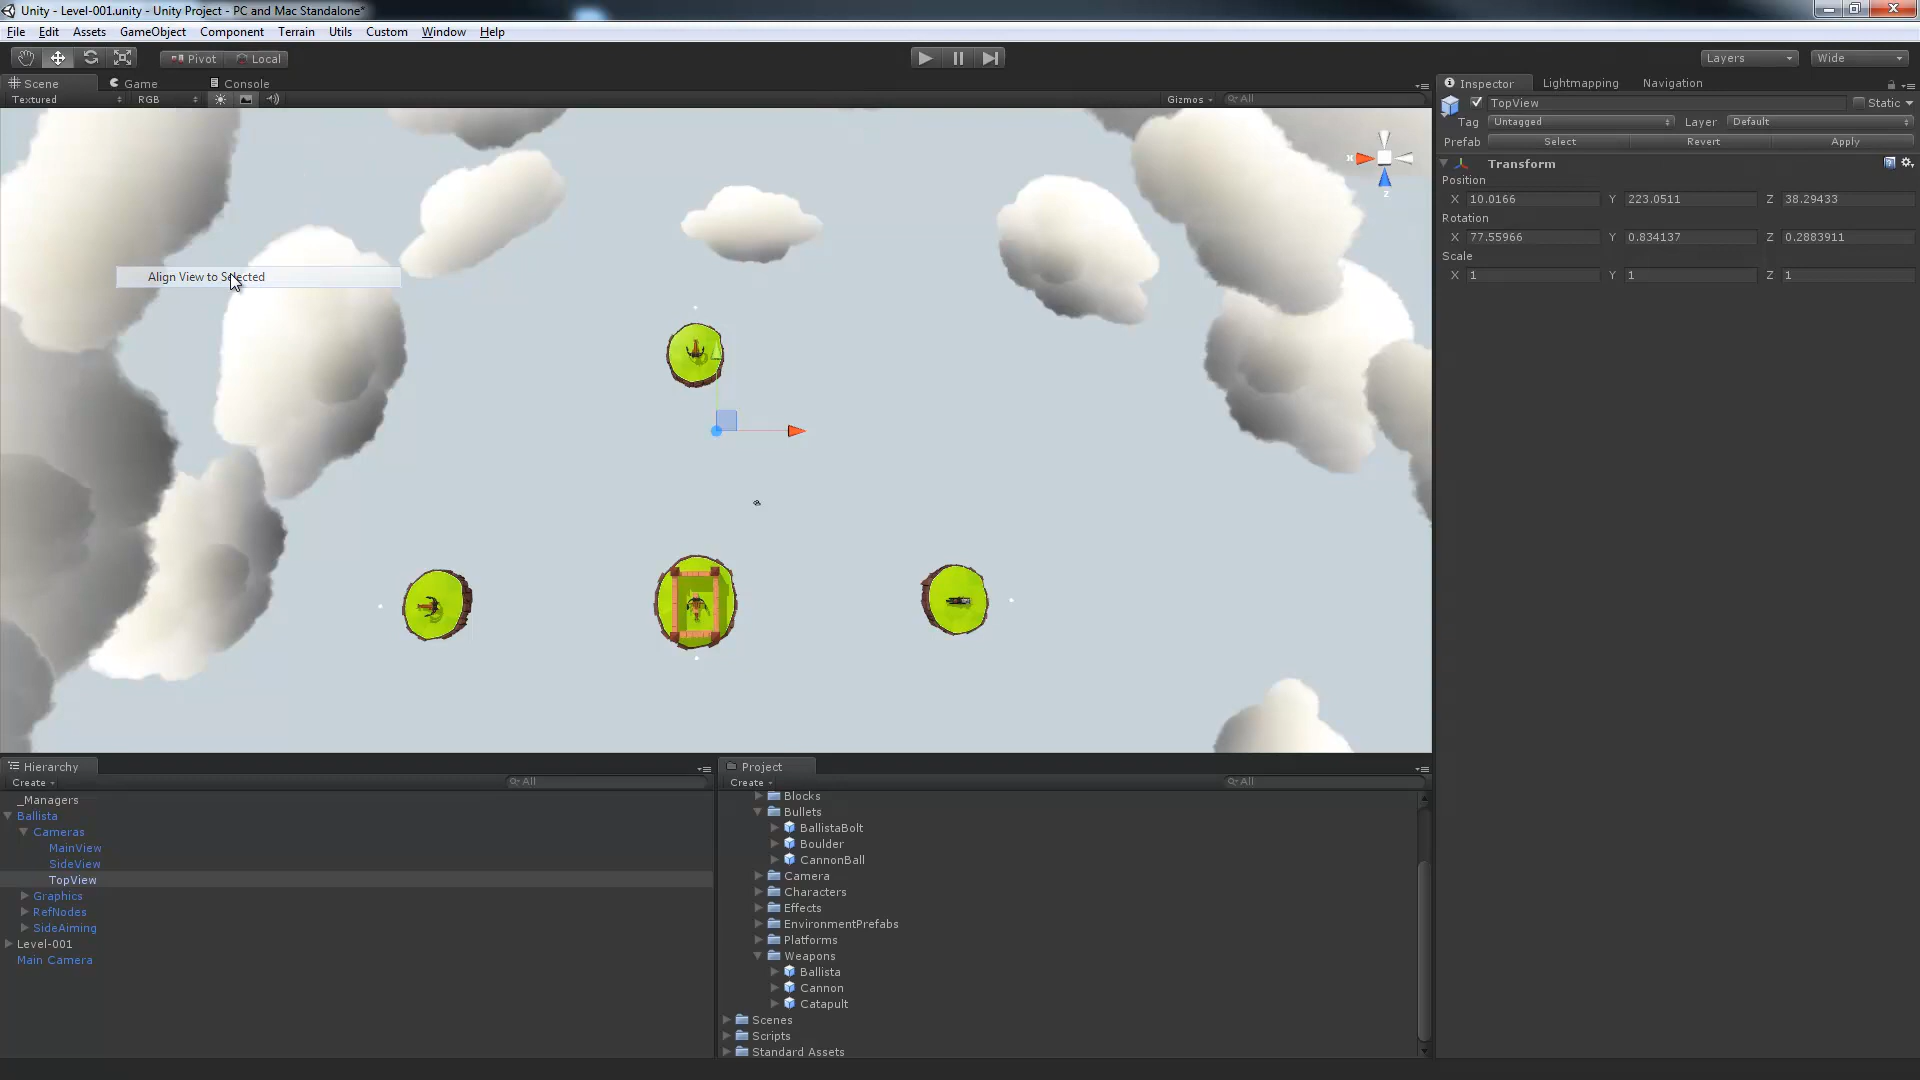 Unity - Level-001.unity - Unity Project - PC and Mac Standalone*
File Edit Assets GameObject Component Terrain Utils Custom Window Help
Pivot Local Layers Wide
Scene Game Console Inspector Lightmapping Navigation
Textured RGB Gizmos All TopView Static
Tag Untagged Layer Default
Prefab Select Revert Apply
Transform
Position
X 10.0166 Y 223.0511 Z 38.29433
Rotation
X 77.55966 Y 0.834137 Z 0.2883911
Scale
X 1 Y 1 Z 1
x
z
Align View to Selected
Hierarchy
Create All
_Managers
Ballista
Cameras
MainView
SideView
TopView
Graphics
RefNodes
SideAiming
Level-001
Main Camera
Project
Create All
Blocks
Bullets
BallistaBolt
Boulder
CannonBall
Camera
Characters
Effects
EnvironmentPrefabs
Platforms
Weapons
Ballista
Cannon
Catapult
Scenes
Scripts
Standard Assets